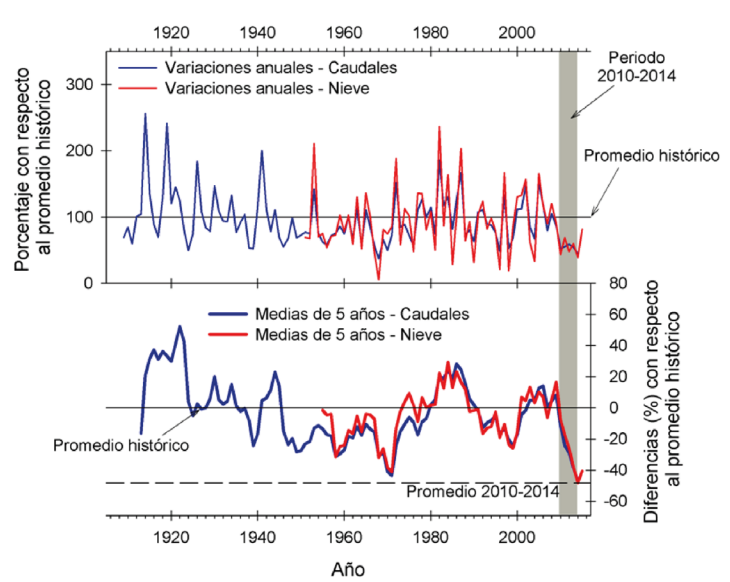 1920 1940 1960 1980 2000
Variaciones anuales - Caudales
Variaciones anuales - Nieve
Periodo
2010-2014
Promedio histórico
Porcentaje con respecto
al promedio histórico
300
200
100
0
80
60
40
20
0
-20
-40
-60
Medias de 5 años - Caudales
Medias de 5 años - Nieve
Promedio histórico
Promedio 2010-2014
Diferencias (%) con respecto
al promedio histórico
1920 1940 1960 1980 2000
Año